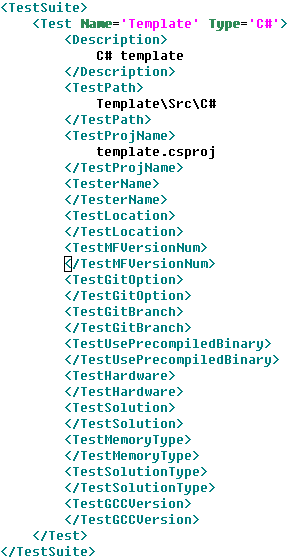 <TestSuite>
    <Test Name='Template' Type='C#'>
        <Description>
            C# template
        </Description>
        <TestPath>
            Template\Src\C#
        </TestPath>
        <TestProjName>
            template.csproj
        </TestProjName>
        <TesterName>
        </TesterName>
        <TestLocation>
        </TestLocation>
        <TestMFVersionNum>
        </TestMFVersionNum>
        <TestGitOption>
        </TestGitOption>
        <TestGitBranch>
        </TestGitBranch>
        <TestUsePrecompiledBinary>
        </TestUsePrecompiledBinary>
        <TestHardware>
        </TestHardware>
        <TestSolution>
        </TestSolution>
        <TestMemoryType>
        </TestMemoryType>
        <TestSolutionType>
        </TestSolutionType>
        <TestGCCVersion>
        </TestGCCVersion>
    </Test>
</TestSuite>